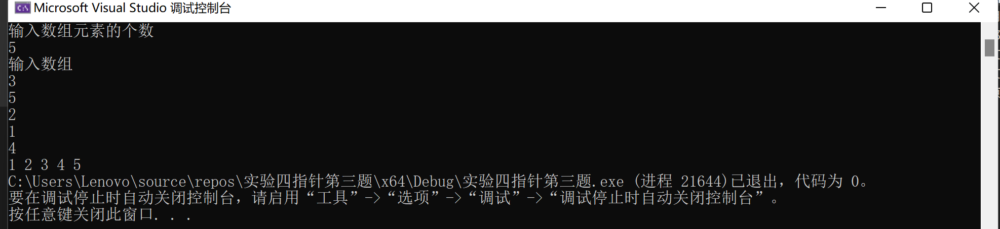 Microsoft Visual Studio 调试控制台
输入数组元素的个数
5
输入数组
3
5
2
1
4
1 2 3 4 5
C:\Users\Lenovo\source\repos\实验四指针第三题\x64\Debug\实验四指针第三题.exe (进程 21644)已退出，代码为 0。
要在调试停止时自动关闭控制台，请启用“工具”->“选项”->“调试”->“调试停止时自动关闭控制台”。
按任意键关闭此窗口. . .